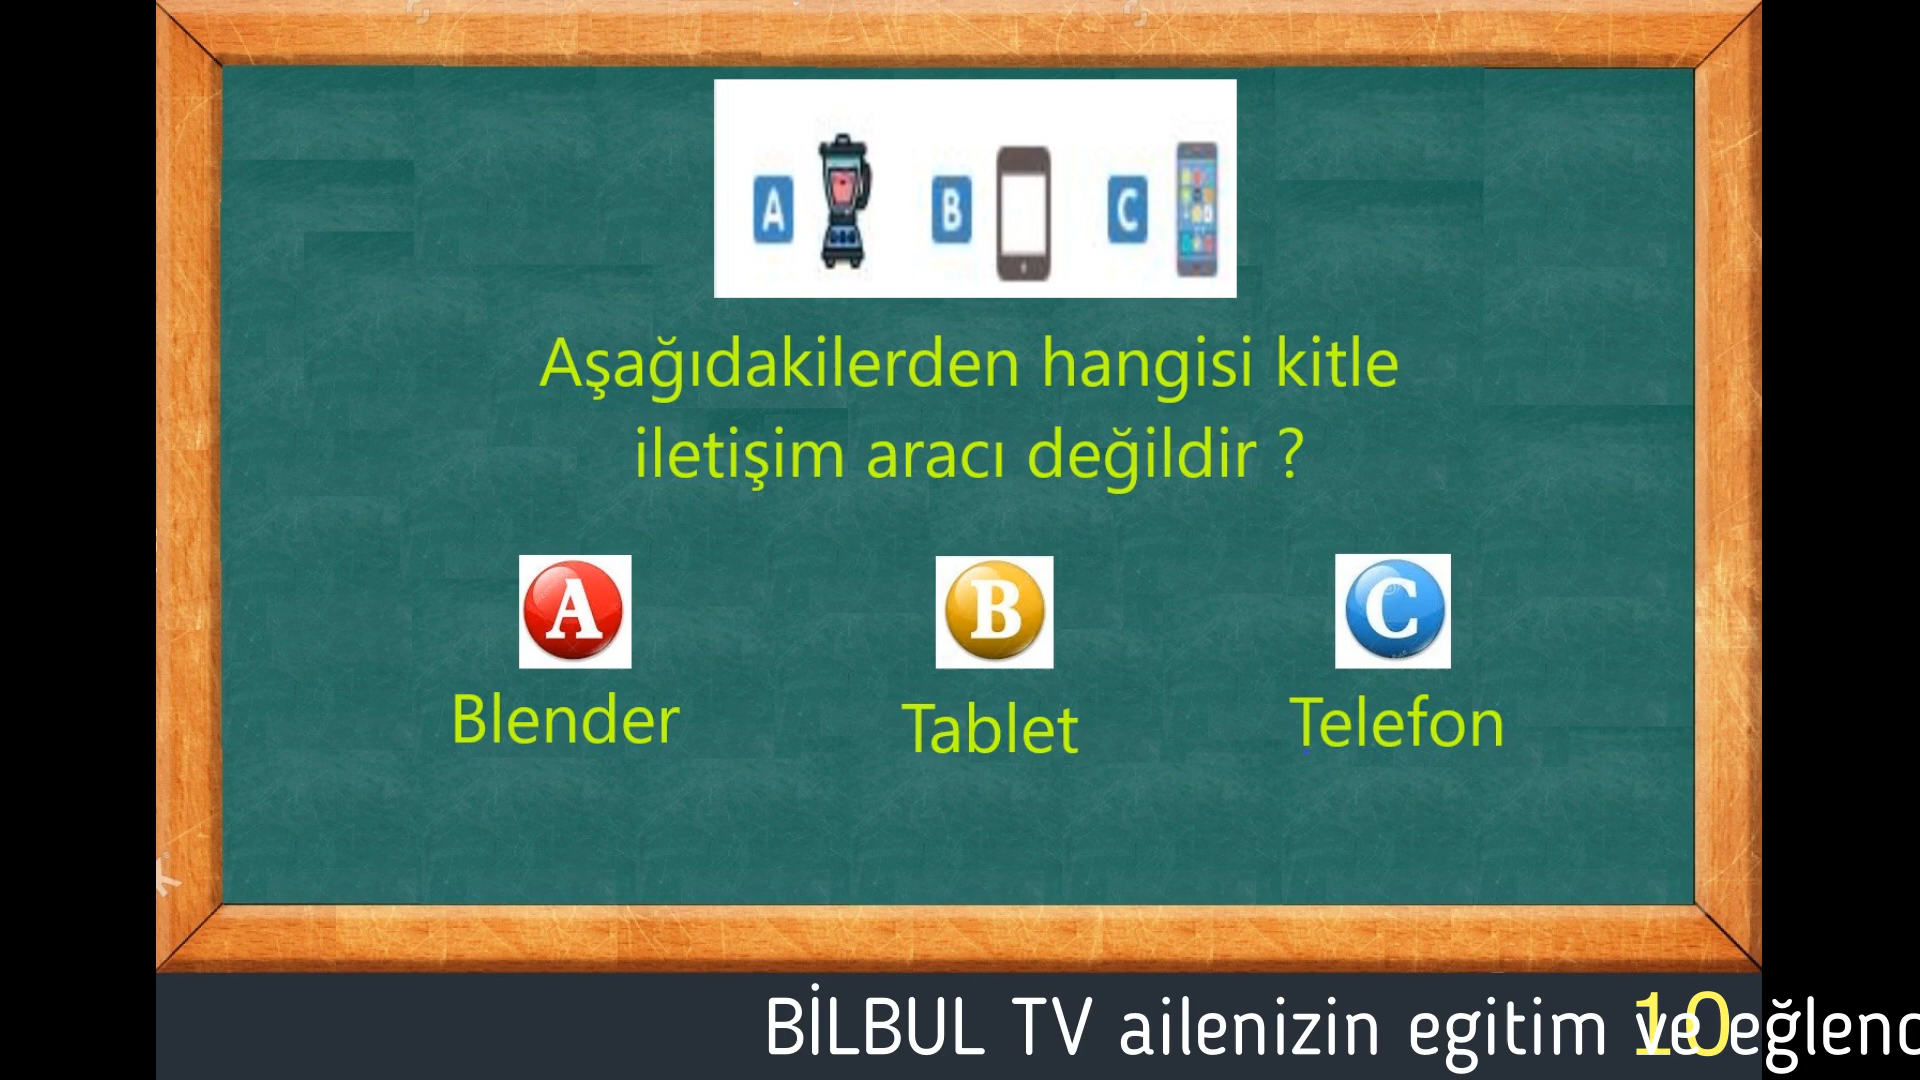 A B C
Aşağıdakilerden hangisi kitle
iletişim aracı değildir ?
A B C
Blender Tablet Telefon
BİLBUL TV ailenizin egitim ve eğlenc
10